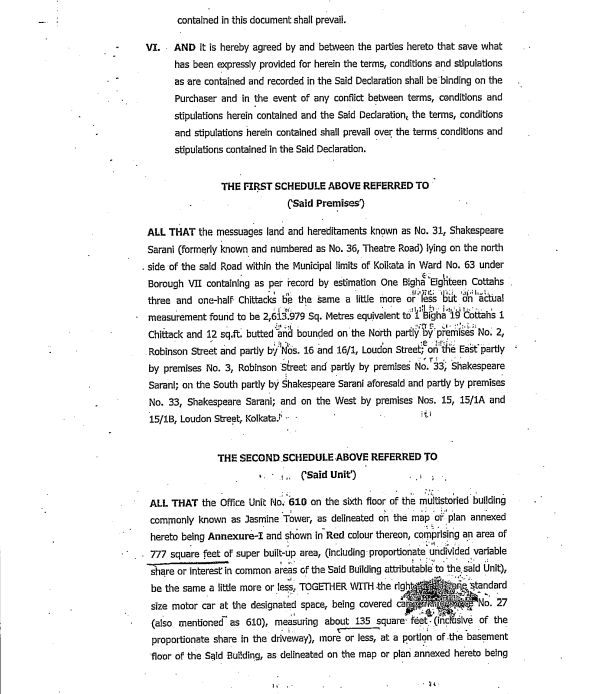 contained in this document shall prevail.
VI. AND it is hereby agreed by and between the parties hereto that save what
has been expressly provided for herein the terms, conditions and stipulations
as are contained and recorded in the Said Declaration shall be binding on the
Purchaser and in the event of any conflict between terms, conditions and
stipulations herein contained and the Said Declaration, the terms, conditions
and stipulations herein contained shall prevail over the terms conditions and
stipulations contained in the Said Declaration.
THE FIRST SCHEDULE ABOVE REFERRED TO
('Said Premises')
ALL THAT the messuages land and hereditaments known as No. 31, Shakespeare
Sarani (formerly known and numbered as No. 36, Theatre Road) lying on the north
side of the said Road within the Municipal limits of Kolkata in Ward No. 63 under
Borough VII containing as per record by estimation One Bigha Eighteen Cottahs
three and one-half Chittacks be the same a little more or less but on actual
measurement found to be 2,613.979 Sq. Metres equivalent to 1 Bigha 19 Cottahs 1
Chittack and 12 sq.ft. butted and bounded on the North partly by premises No. 2,
Robinson Street and partly by Nos. 16 and 16/1, Loudon Street; on the East partly
by premises No. 3, Robinson Street and partly by premises No. 33, Shakespeare
Sarani; on the South partly by Shakespeare Sarani aforesaid and partly by premises
No. 33, Shakespeare Sarani; and on the West by premises Nos. 15, 15/1A and
15/1B, Loudon Street, Kolkata.
THE SECOND SCHEDULE ABOVE REFERRED TO
('Said Unit')
ALL THAT the Office Unit No. 610 on the sixth floor of the multistoried building
commonly known as Jasmine Tower, as delineated on the map or plan annexed
hereto being Annexure-I and shown in Red colour thereon, comprising an area of
777 square feet of super built-up area, (including proportionate undivided variable
share or interest in common areas of the Said Building attributable to the said Unit),
be the same a little more or less, TOGETHER WITH the right standard
size motor car at the designated space, being covered No. 27
(also mentioned as 610), measuring about 135 square feet (inclusive of the
proportionate share in the driveway), more or less, at a portion of the basement
floor of the Said Building, as delineated on the map or plan annexed hereto being